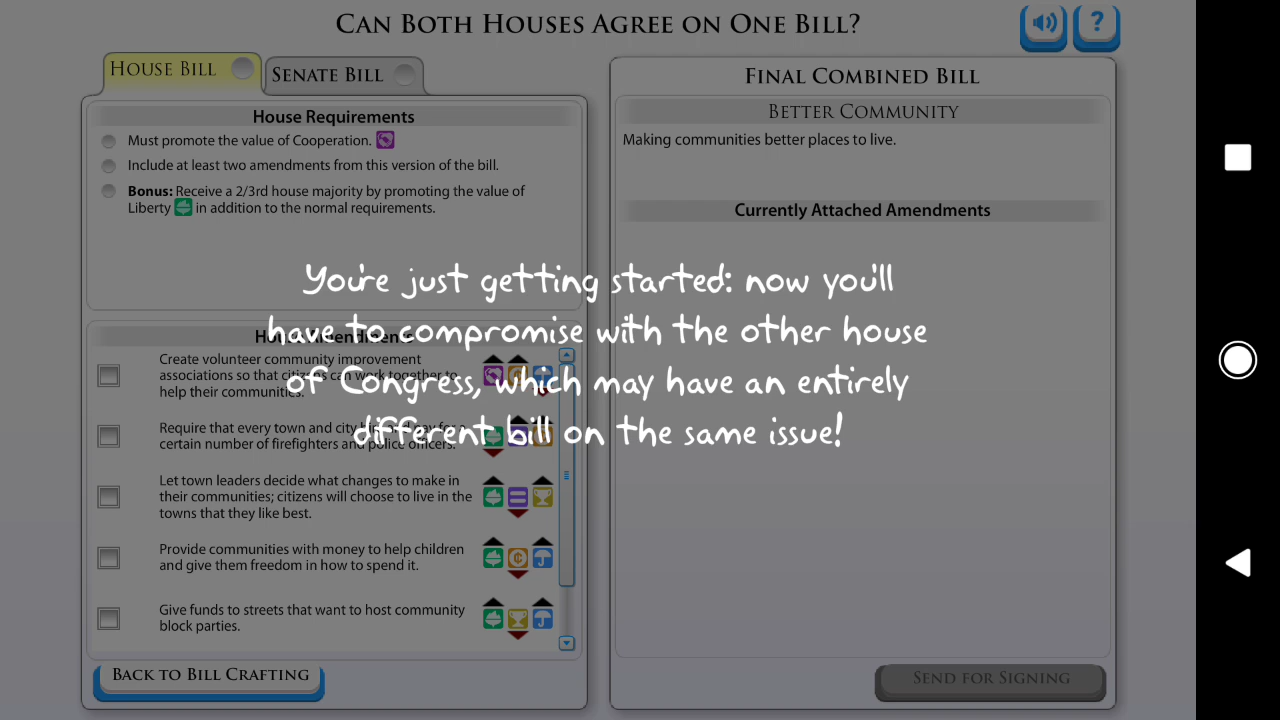 CAN BOTH HOUSES AGREE ON ONE BILL?
?
HOUSE BILL
SENATE BILL
House Requirements
Must promote the value of Cooperation.
Include at least two amendments from this version of the bill.
Bonus: Receive a 2/3rd house majority by promoting the value of
Liberty in addition to the normal requirements.
House Amendments
Create volunteer community improvement
associations so that citizens can work together to
help their communities.
Require that every town and city
certain number of firefighters and police officers.
Let town leaders decide what changes to make in
their communities; citizens will choose to live in the
towns that they like best.
Provide communities with money to help children
and give them freedom in how to spend it.
Give funds to streets that want to host community
block parties.
BACK TO BILL CRAFTING
FINAL COMBINED BILL
BETTER COMMUNITY
Making communities better places to live.
Currently Attached Amendments
SEND FOR SIGNING
You're just getting started: now you'll
have to compromise with the other house
of Congress, which may have an entirely
different bill on the same issue!